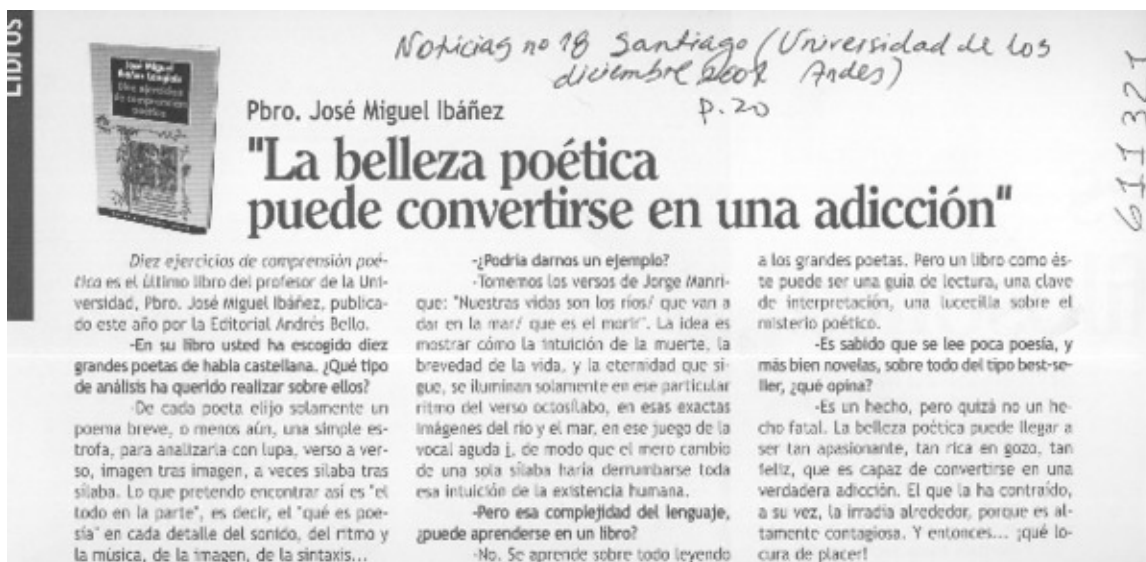 LIBROS
José Miguel
Ibáñez Langlois
Diez ejercicios
de comprensión
poética
Noticias no 18 Santiago (Universidad de los
diciembre 2002 Andes)
p. 20
611321
Pbro. José Miguel Ibáñez
"La belleza poética
puede convertirse en una adicción"
Diez ejercicios de comprensión poé-
tica es el último libro del profesor de la Uni-
versidad, Pbro. José Miguel Ibáñez, publica-
do este año por la Editorial Andrés Bello.
-En su libro usted ha escogido diez
grandes poetas de habla castellana. ¿Qué tipo
de análisis ha querido realizar sobre ellos?
-De cada poeta elijo solamente un
poema breve, o menos aún, una simple es-
trofa, para analizarla con lupa, verso a ver-
so, imagen tras imagen, a veces sílaba tras
sílaba. Lo que pretendo encontrar así es "el
todo en la parte", es decir, el "qué es poe-
sía" en cada detalle del sonido, del ritmo y
la música, de la imagen, de la sintaxis...
-¿Podría darnos un ejemplo?
-Tomemos los versos de Jorge Manri-
que: "Nuestras vidas son los ríos/ que van a
dar en la mar/ que es el morir". La idea es
mostrar cómo la intuición de la muerte, la
brevedad de la vida, y la eternidad que si-
gue, se iluminan solamente en ese particular
ritmo del verso octosílabo, en esas exactas
imágenes del río y el mar, en ese juego de la
vocal aguda i, de modo que el mero cambio
de una sola sílaba haría derrumbarse toda
esa intuición de la existencia humana.
-Pero esa complejidad del lenguaje,
¿puede aprenderse en un libro?
-No. Se aprende sobre todo leyendo
a los grandes poetas. Pero un libro como és-
te puede ser una guía de lectura, una clave
de interpretación, una lucecilla sobre el
misterio poético.
-Es sabido que se lee poca poesía, y
más bien novelas, sobre todo del tipo best-se-
ller, ¿qué opina?
-Es un hecho, pero quizá no un he-
cho fatal. La belleza poética puede llegar a
ser tan apasionante, tan rica en gozo, tan
feliz, que es capaz de convertirse en una
verdadera adicción. El que la ha contraído,
a su vez, la irradia alrededor, porque es al-
tamente contagiosa. Y entonces... ¡qué lo-
cura de placer!